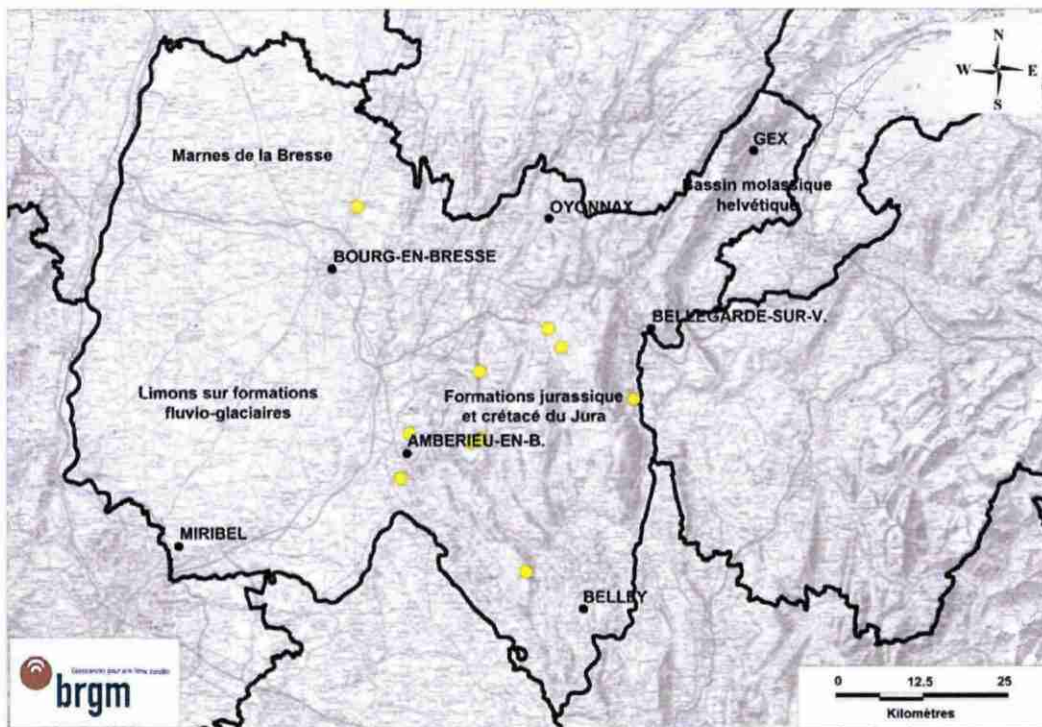 N
W E
S
GEX
Marnes de la Bresse
Bassin molassique
helvétique
OYONNAX
BOURG-EN-BRESSE
BELLEGARDE-SUR-V.
Limons sur formations
fluvio-glaciaires
Formations jurassique
et crétacé du Jura
AMBERIEU-EN-B.
MIRIBEL
BELLEY
brgm
0 12.5 25
Kilomètres